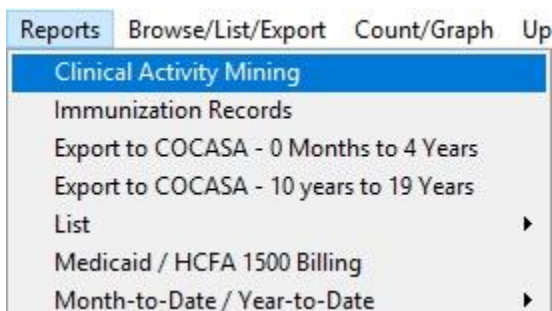 Reports Browse/List/Export Count/Graph Up
Clinical Activity Mining
Immunization Records
Export to COCASA - 0 Months to 4 Years
Export to COCASA - 10 years to 19 Years
List
Medicaid / HCFA 1500 Billing
Month-to-Date / Year-to-Date